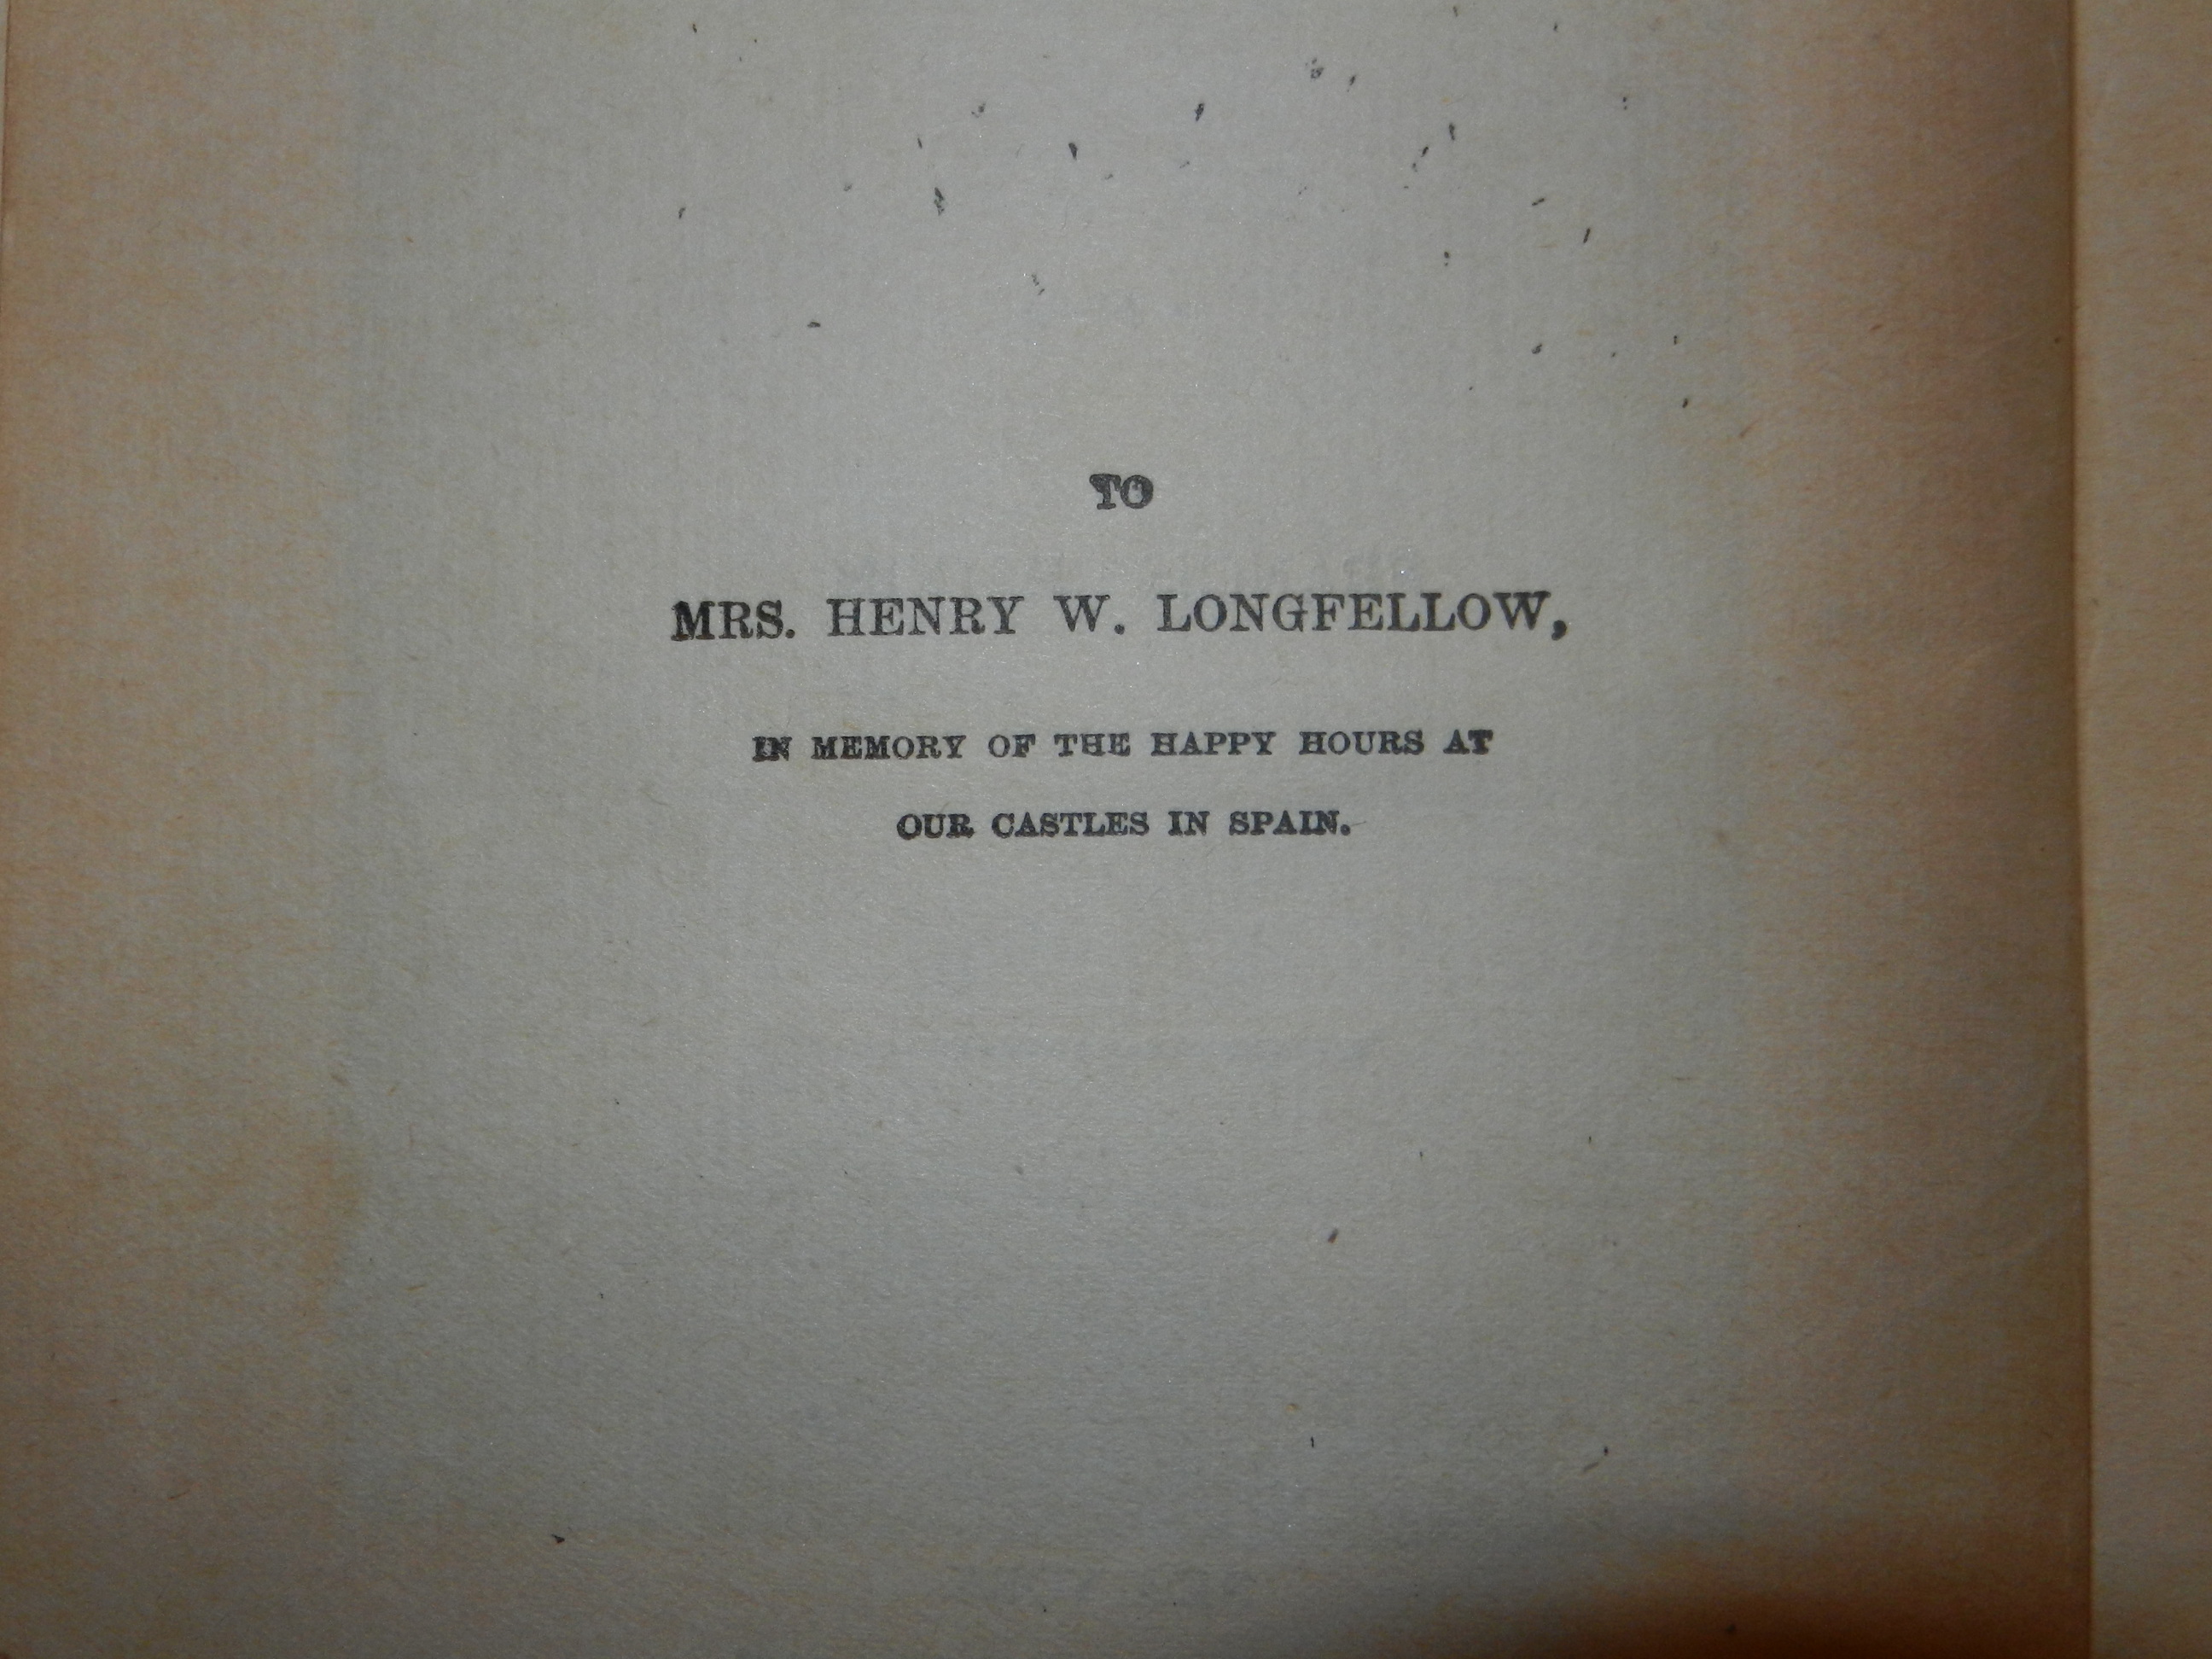 TO
MRS. HENRY W. LONGFELLOW,
IN MEMORY OF THE HAPPY HOURS AT
OUR CASTLES IN SPAIN.